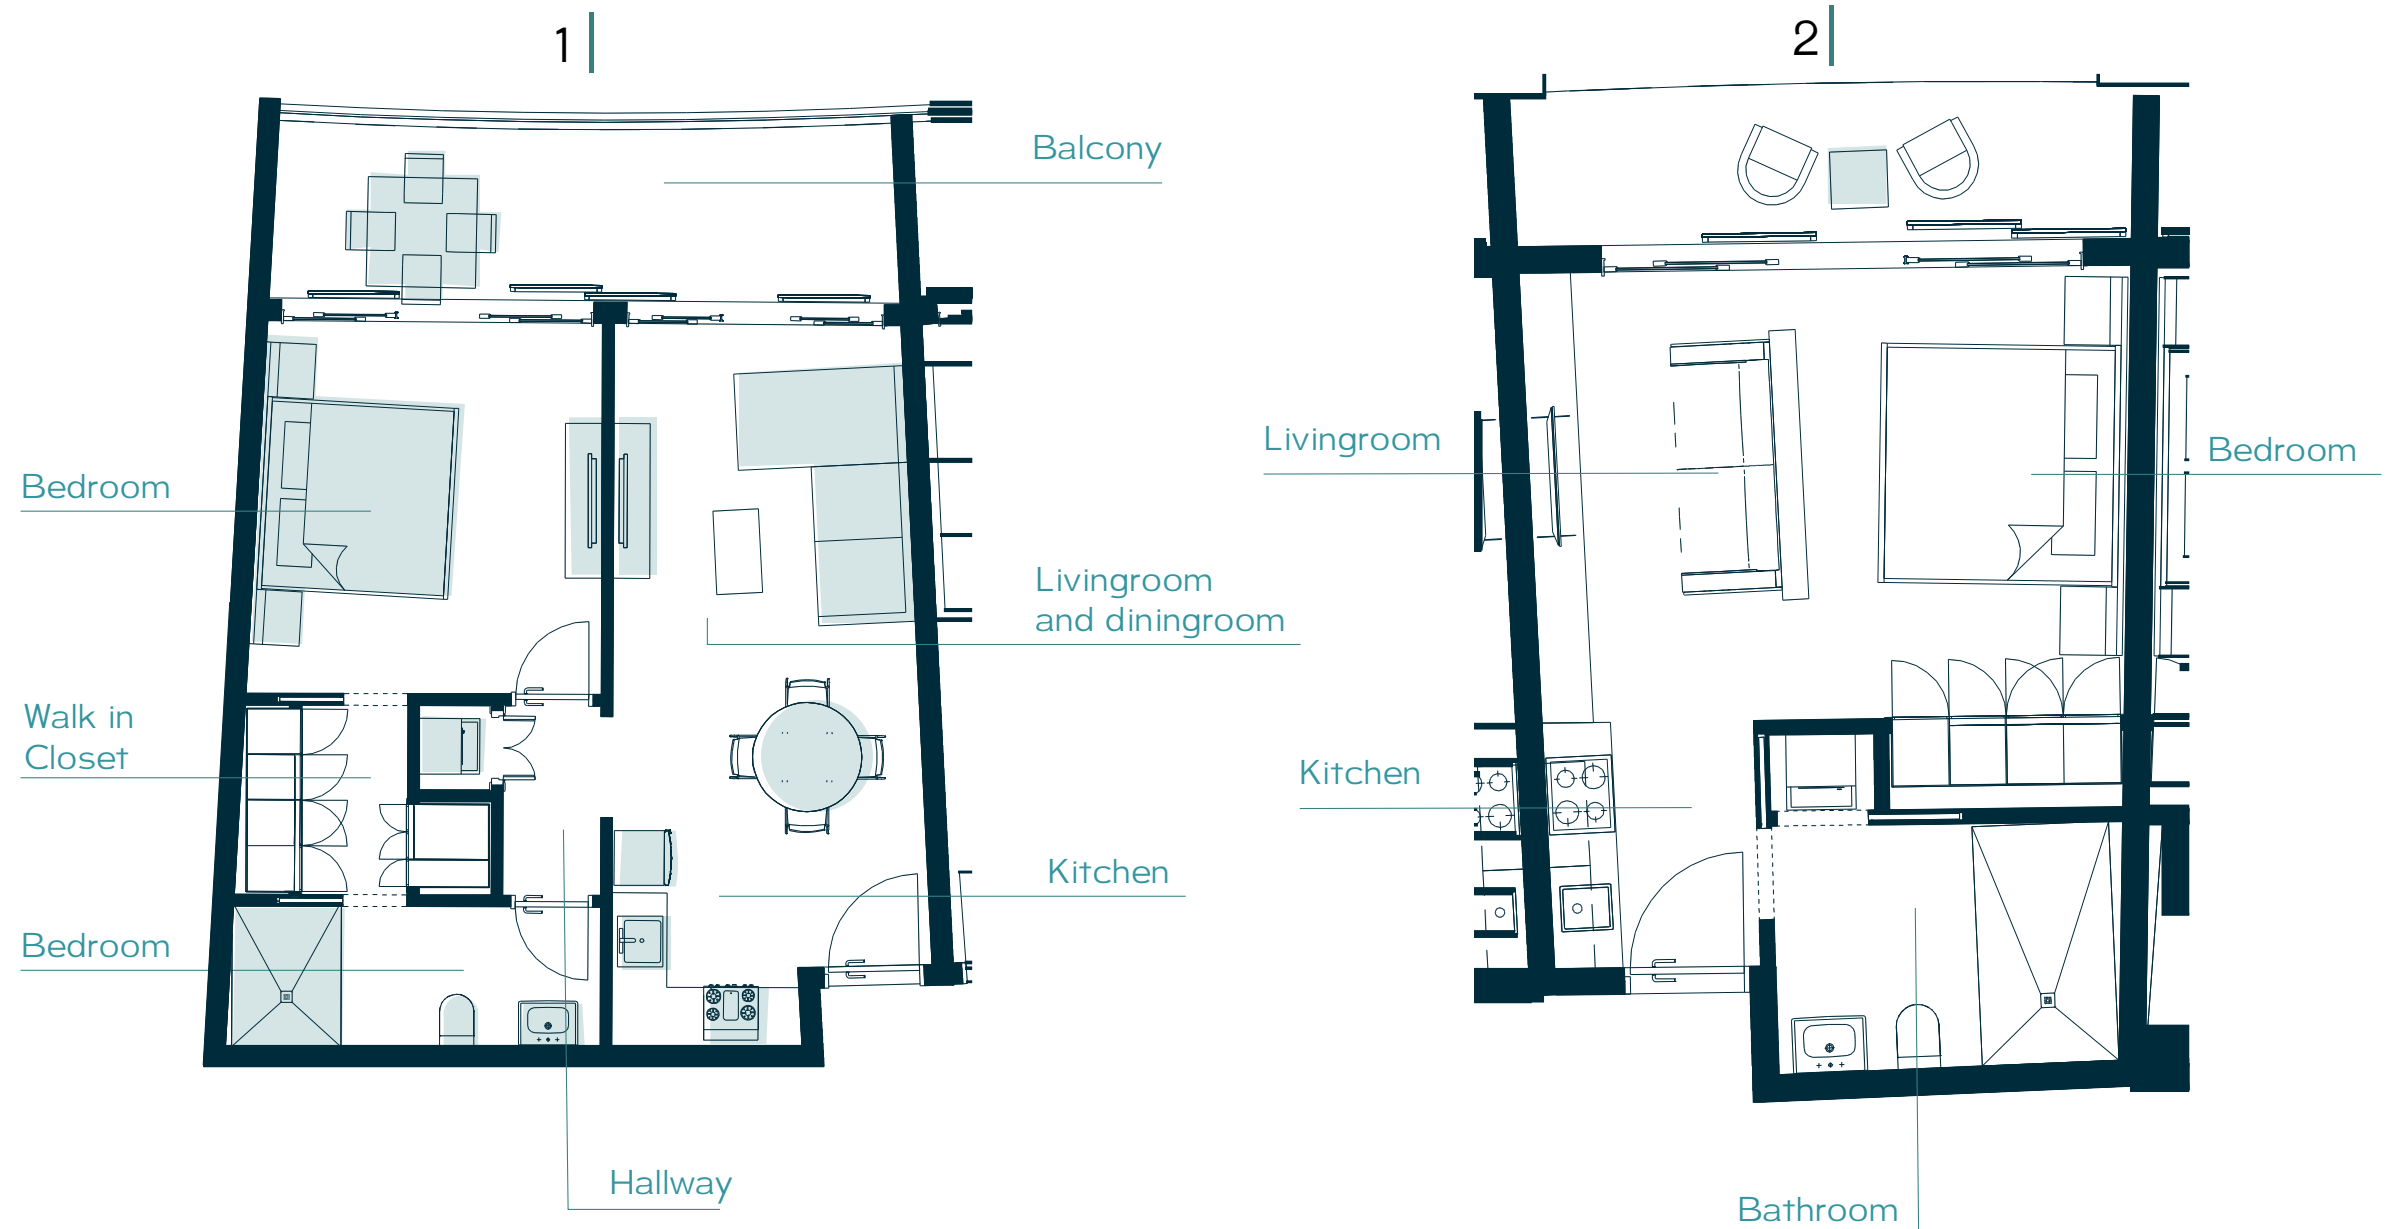 1
Balcony
Bedroom
Livingroom
and diningroom
Walk in
Closet
Kitchen
Bedroom
Hallway
2
Livingroom
Bedroom
Kitchen
Bathroom